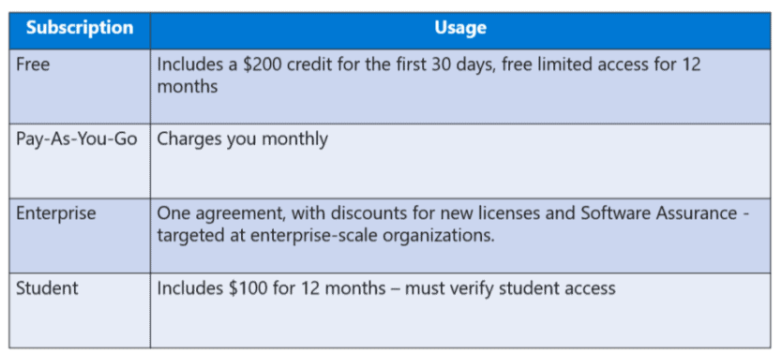 Subscription Usage
Free Includes a $200 credit for the first 30 days, free limited access for 12
months
Pay-As-You-Go Charges you monthly
Enterprise One agreement, with discounts for new licenses and Software Assurance -
targeted at enterprise-scale organizations.
Student Includes $100 for 12 months – must verify student access